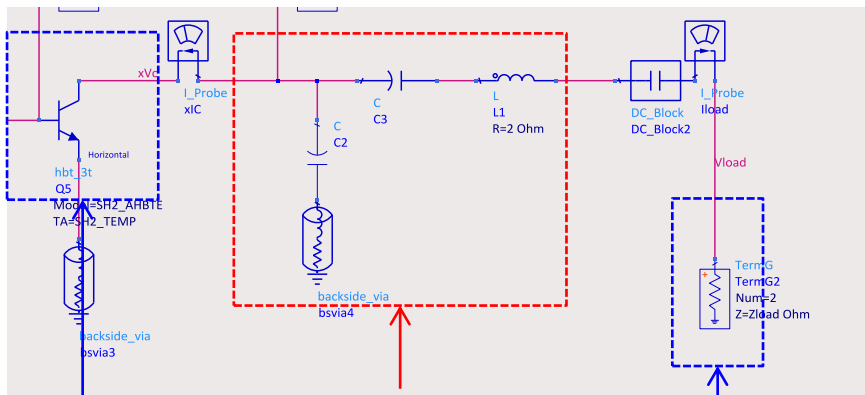 xVc
I_Probe
xIC
Horizontal
hbt_3t
Q5
Model=SH2_AHBTE
TA=SH2_TEMP
backside_via
bsvia3
C
C2
backside_via
bsvia4
C
C3
L
L1
R=2 Ohm
DC_Block
DC_Block2
I_Probe
Iload
Vload
TermG
TermG2
Num=2
Z=Zload Ohm